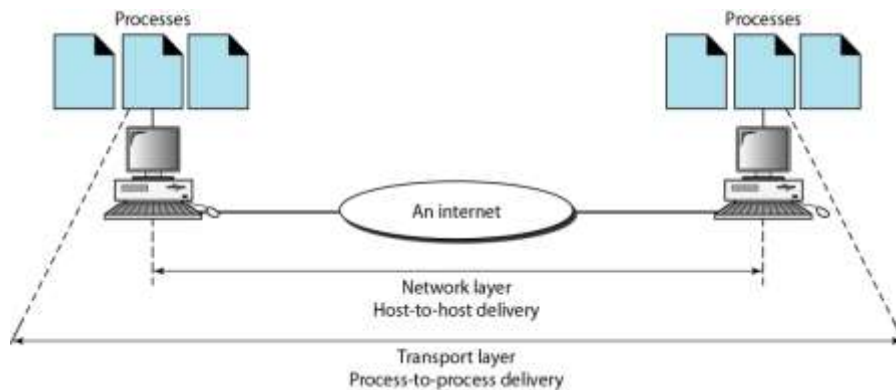 Processes
Processes
An internet
Network layer
Host-to-host delivery
Transport layer
Process-to-process delivery